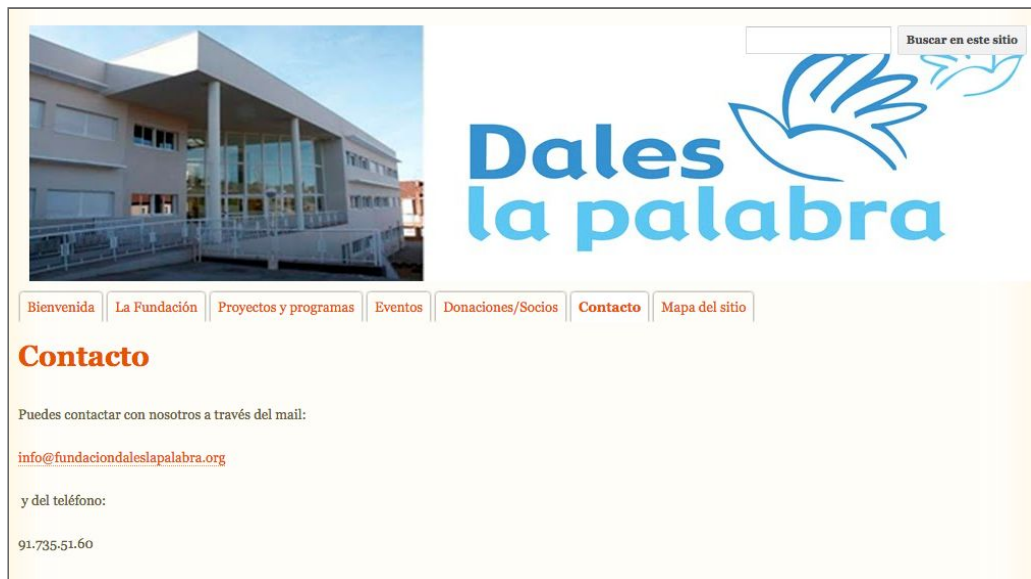 Buscar en este sitio
Dales
la palabra
Bienvenida La Fundación Proyectos y programas Eventos Donaciones/Socios Contacto Mapa del sitio
Contacto
Puedes contactar con nosotros a través del mail:
info@fundaciondaleslapalabra.org
y del teléfono:
91.735.51.60